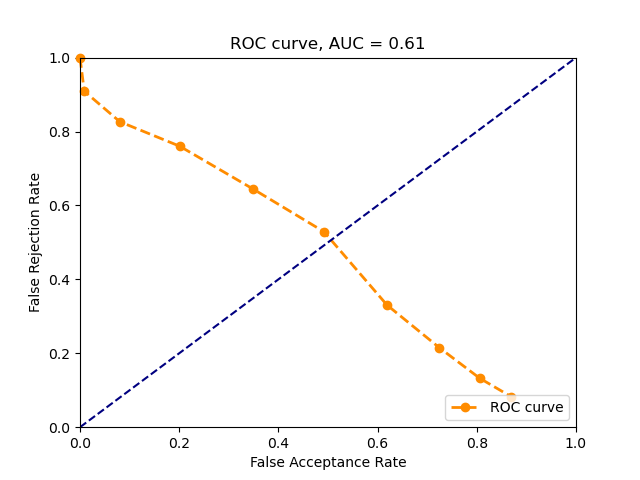 ROC curve, AUC = 0.61
1.0
0.8
0.6
0.4
0.2
0.0
False Rejection Rate
ROC curve
0.0 0.2 0.4 0.6 0.8 1.0
False Acceptance Rate